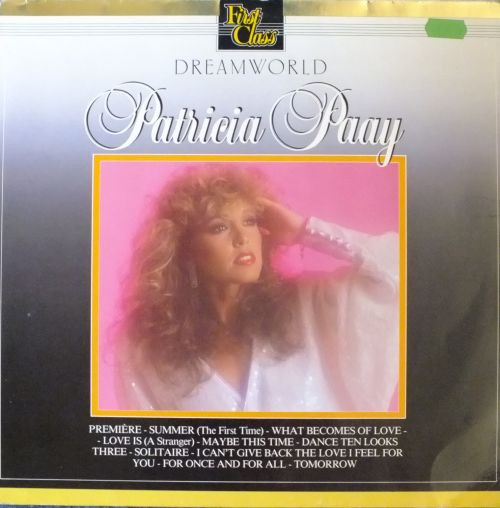 First
Class
DREAMWORLD
Patricia Paay
PREMIÈRE - SUMMER (The First Time) - WHAT BECOMES OF LOVE -
- LOVE IS (A Stranger) - MAYBE THIS TIME - DANCE TEN LOOKS
THREE - SOLITAIRE - I CAN'T GIVE BACK THE LOVE I FEEL FOR
YOU - FOR ONCE AND FOR ALL - TOMORROW